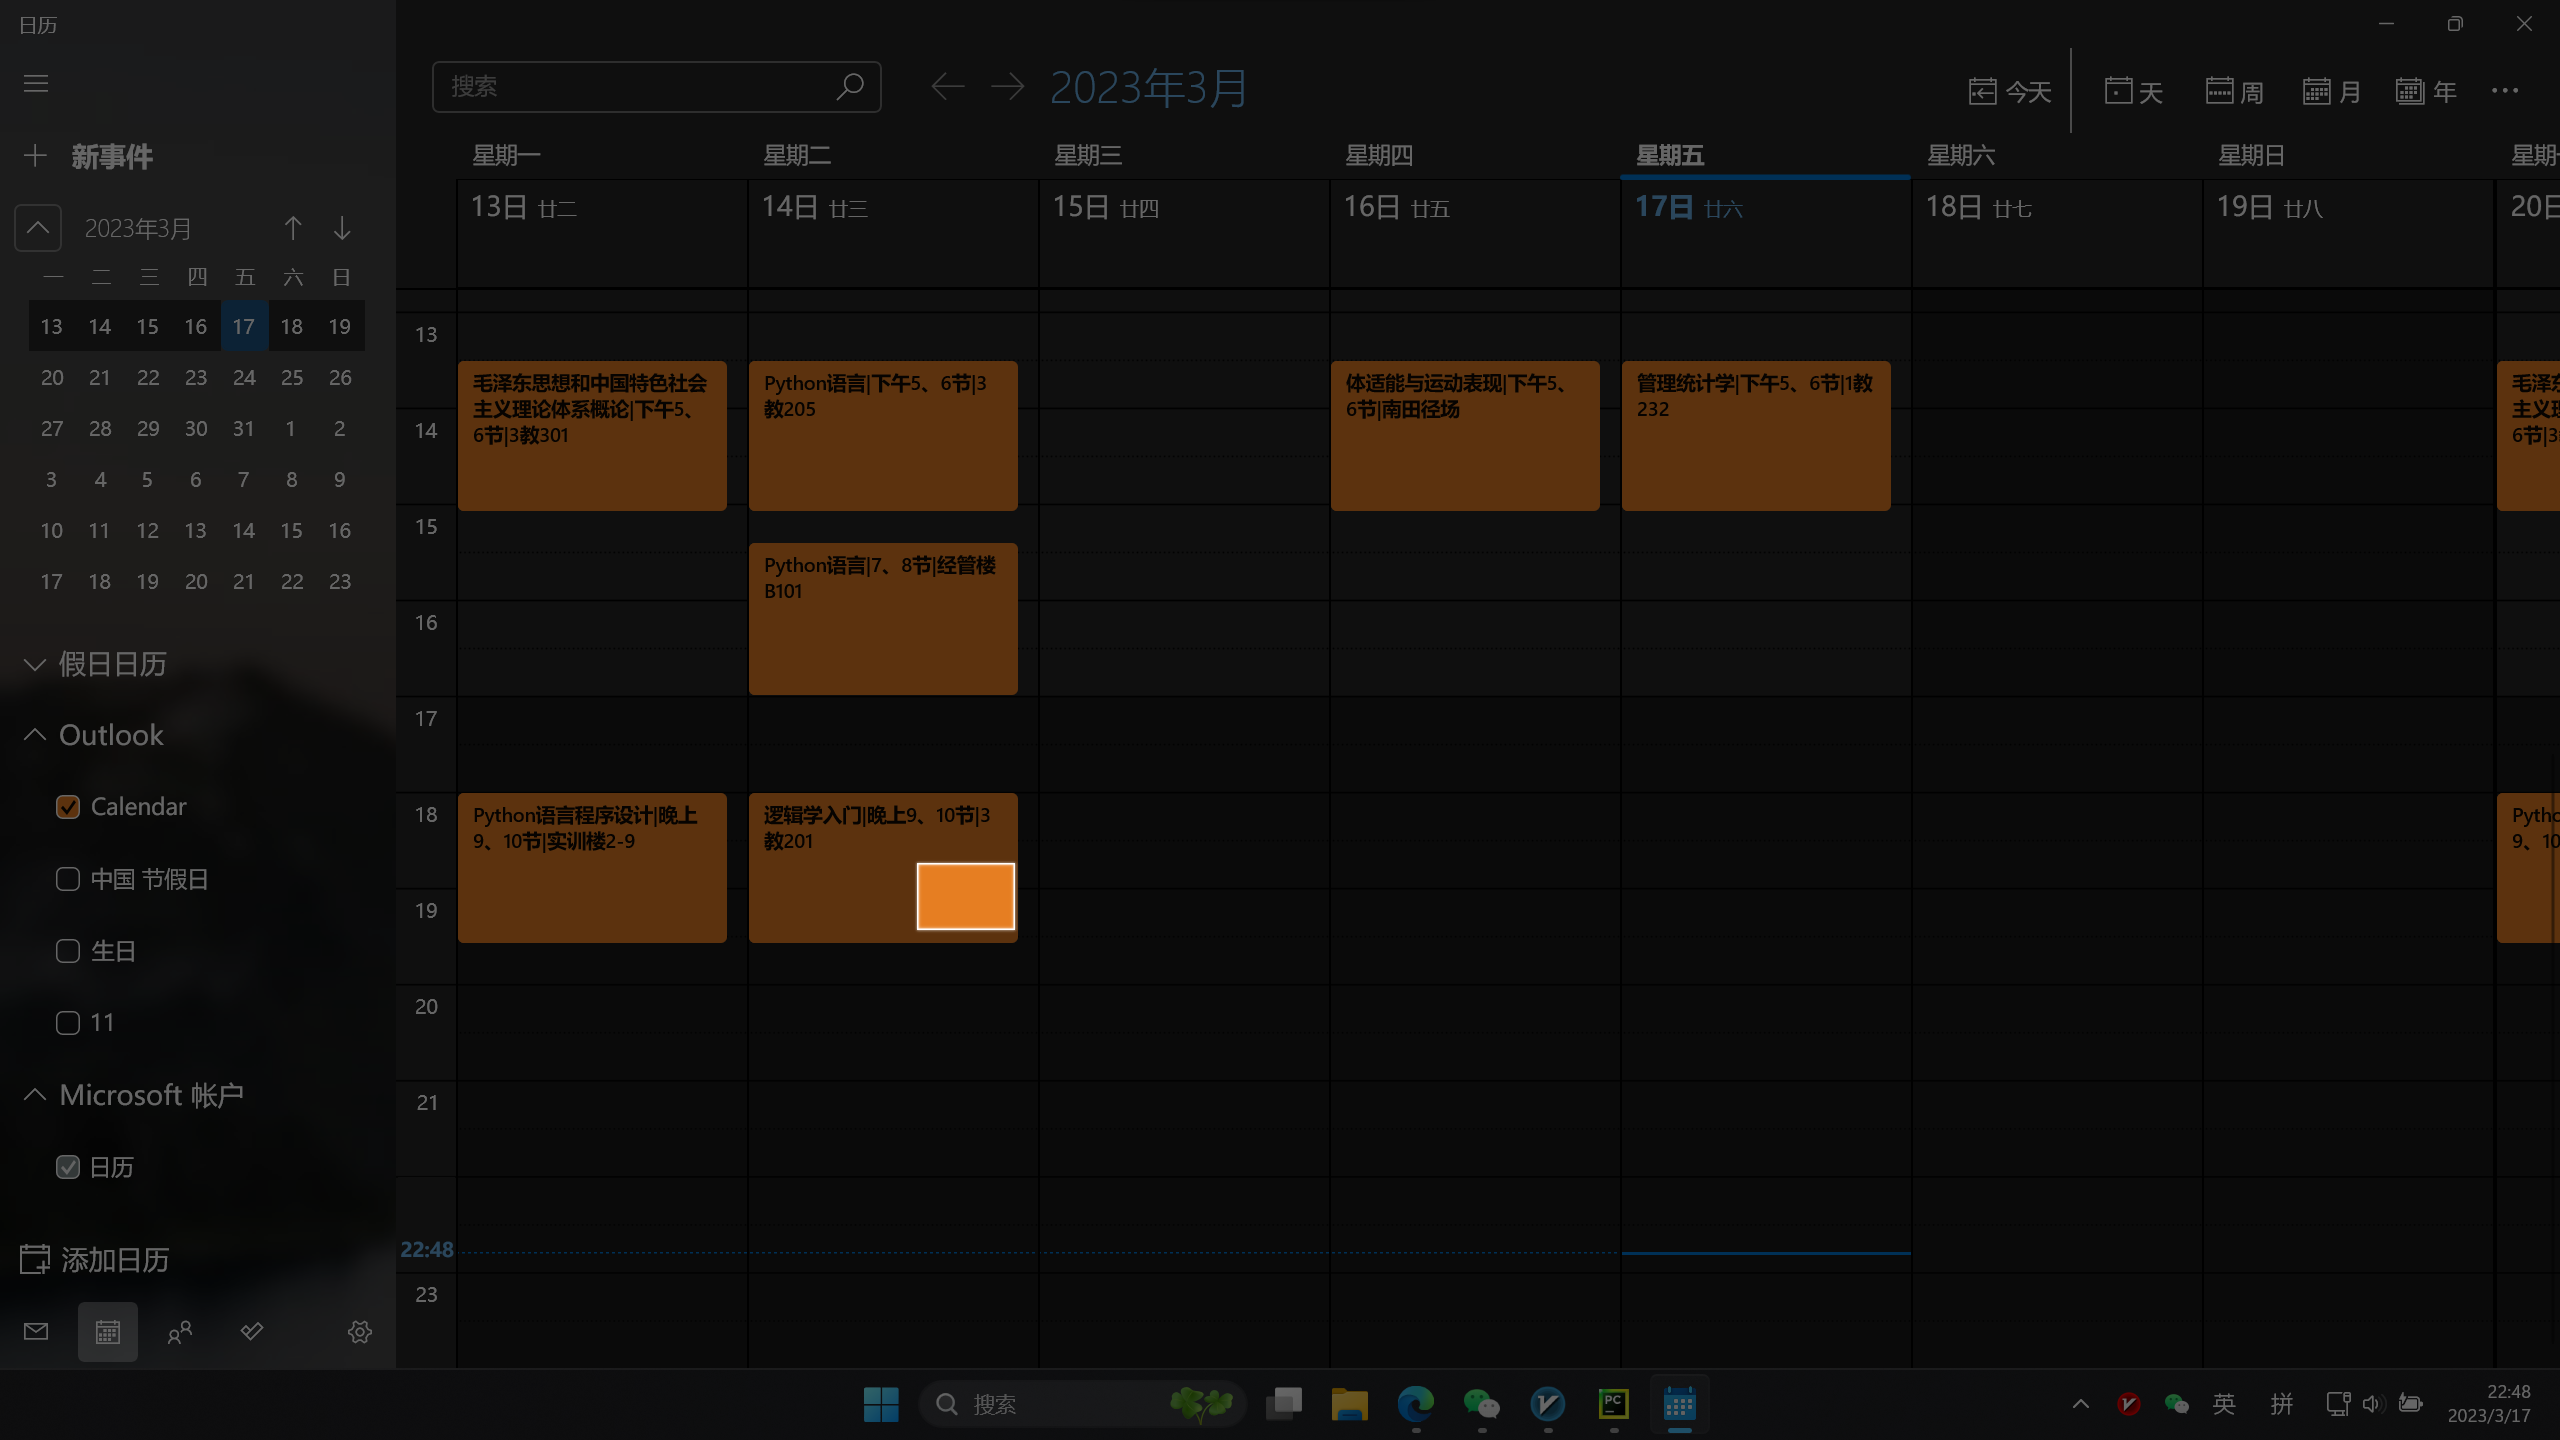 日历
搜索
2023年3月
今天
天
周
月
年
新事件
星期一
星期二
星期三
星期四
星期五
星期六
星期日
星期
13日 廿二
14日 廿三
15日 廿四
16日 廿五
17日 廿六
18日 廿七
19日 廿八
20日
2023年3月
一 二 三 四 五 六 日
13 14 15 16 17 18 19
20 21 22 23 24 25 26
27 28 29 30 31 1 2
3 4 5 6 7 8 9
10 11 12 13 14 15 16
17 18 19 20 21 22 23
假日日历
Outlook
Calendar
中国 节假日
生日
11
Microsoft 帐户
日历
添加日历
13
14
15
16
17
18
19
20
21
22:48
23
毛泽东思想和中国特色社会
主义理论体系概论|下午5、
6节|3教301
Python语言|下午5、6节|3
教205
体适能与运动表现|下午5、
6节|南田径场
管理统计学|下午5、6节|1教
232
毛泽东
主义理
6节|3
Python语言|7、8节|经管楼
B101
Python语言程序设计|晚上
9、10节|实训楼2-9
逻辑学入门|晚上9、10节|3
教201
Pytho
9、10
搜索
PC
英
拼
22:48
2023/3/17